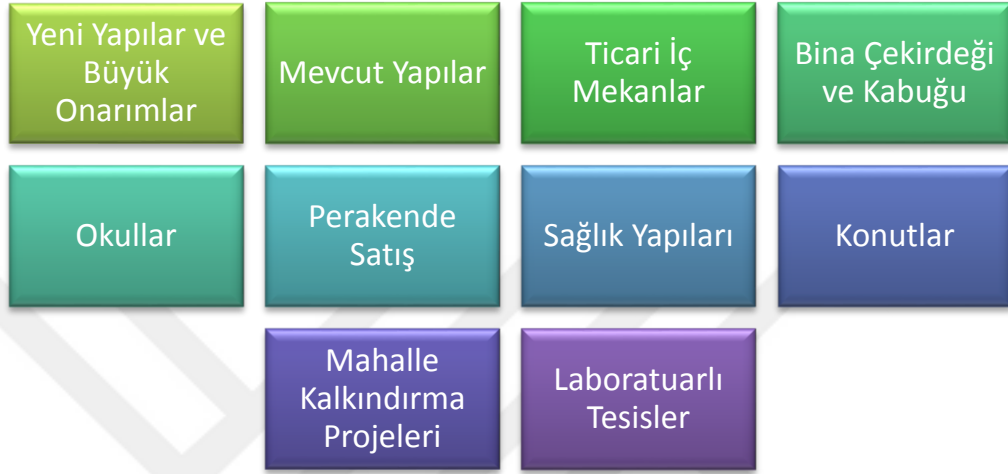 Yeni Yapılar ve
Büyük
Onarımlar
Mevcut Yapılar
Ticari İç
Mekanlar
Bina Çekirdeği
ve Kabuğu
Okullar
Perakende
Satış
Sağlık Yapıları
Konutlar
Mahalle
Kalkındırma
Projeleri
Laboratuarlı
Tesisler